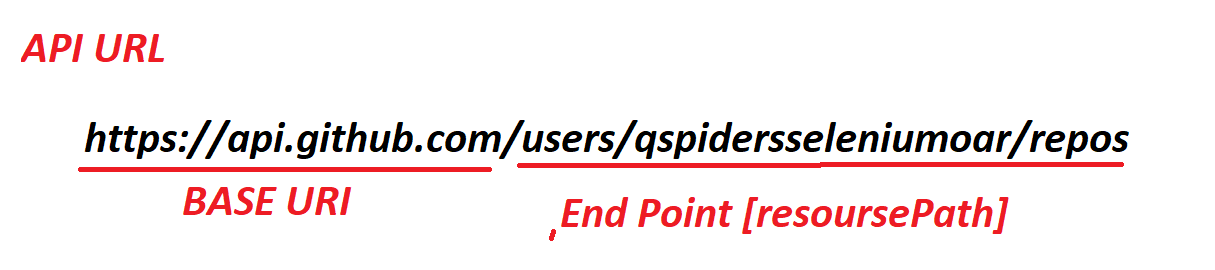 API URL
https://api.github.com/users/qspidersseleniumoar/repos
BASE URI
End Point [resoursePath]